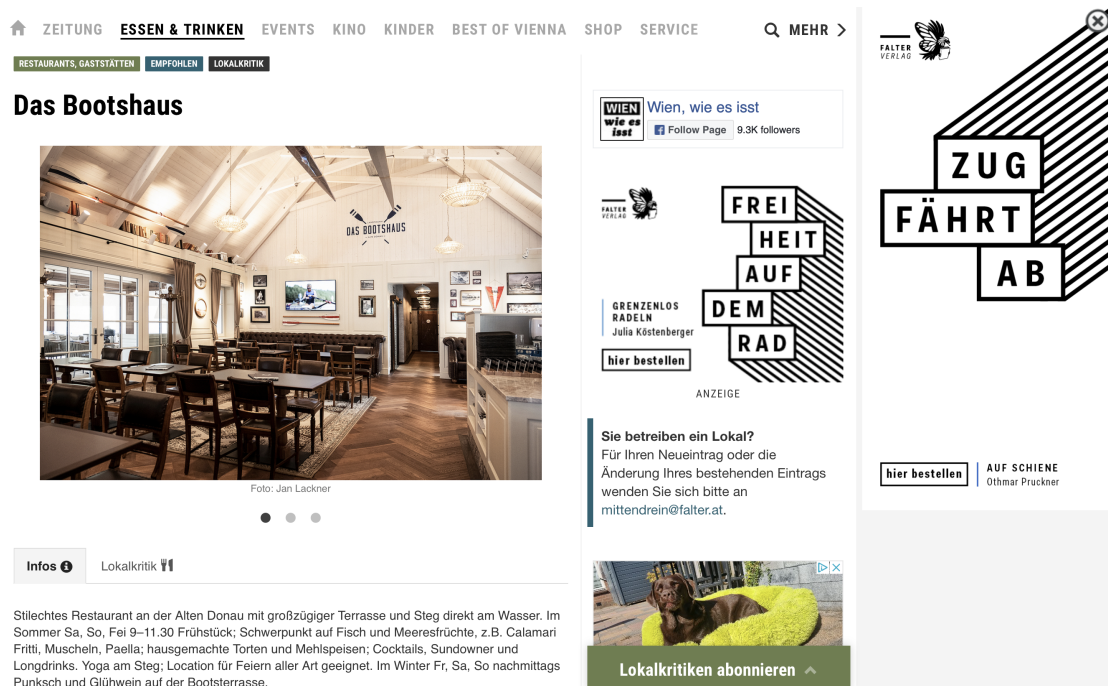 ZEITUNG ESSEN & TRINKEN EVENTS KINO KINDER BEST OF VIENNA SHOP SERVICE MEHR
RESTAURANTS, GASTSTÄTTEN EMPFOHLEN LOKALKRITIK
Das Bootshaus
DAS BOOTSHAUS
Foto: Jan Lackner
Infos
Lokalkritik
Stilechtes Restaurant an der Alten Donau mit großzügiger Terrasse und Steg direkt am Wasser. Im
Sommer Sa, So, Fei 9–11.30 Frühstück; Schwerpunkt auf Fisch und Meeresfrüchte, z.B. Calamari
Fritti, Muscheln, Paella; hausgemachte Torten und Mehlspeisen; Cocktails, Sundowner und
Longdrinks. Yoga am Steg; Location für Feiern aller Art geeignet. Im Winter Fr, Sa, So nachmittags
Punksch und Glühwein auf der Bootsterrasse.
WIEN
wie es
isst
Wien, wie es isst
Follow Page 9.3K followers
FALTER
VERLAG
FREI
HEIT
AUF
DEM
RAD
GRENZENLOS
RADELN
Julia Köstenberger
hier bestellen
ANZEIGE
Sie betreiben ein Lokal?
Für Ihren Neueintrag oder die
Änderung Ihres bestehenden Eintrags
wenden Sie sich bitte an
mittendrein@falter.at.
Lokalkritiken abonnieren
FALTER
VERLAG
ZUG
FÄHRT
AB
hier bestellen
AUF SCHIENE
Othmar Pruckner